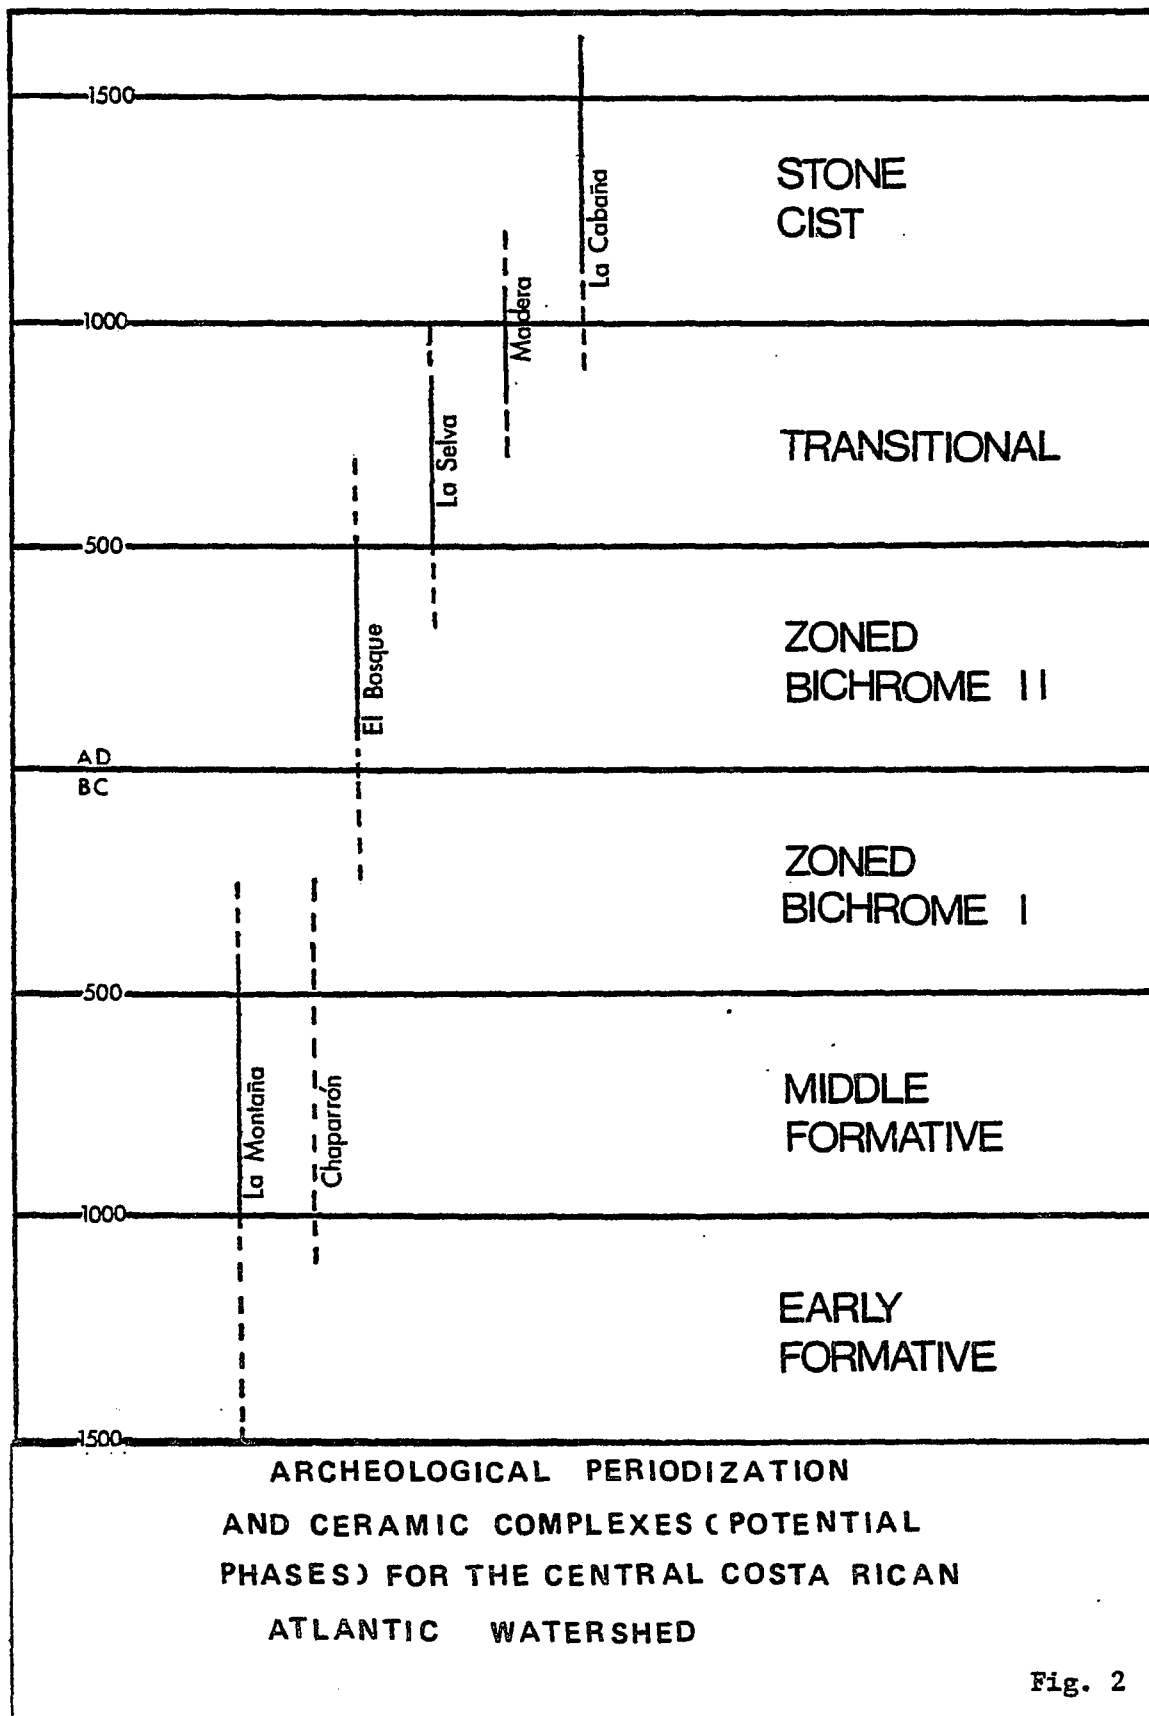 1500
STONE
CIST
La Cabaña
Madera
1000
TRANSITIONAL
La Selva
500
ZONED
BICHROME II
El Bosque
AD
BC
ZONED
BICHROME I
500
MIDDLE
FORMATIVE
La Montaña
Chaparrón
1000
EARLY
FORMATIVE
1500
ARCHEOLOGICAL PERIODIZATION
AND CERAMIC COMPLEXES (POTENTIAL
PHASES) FOR THE CENTRAL COSTA RICAN
ATLANTIC WATERSHED
Fig. 2